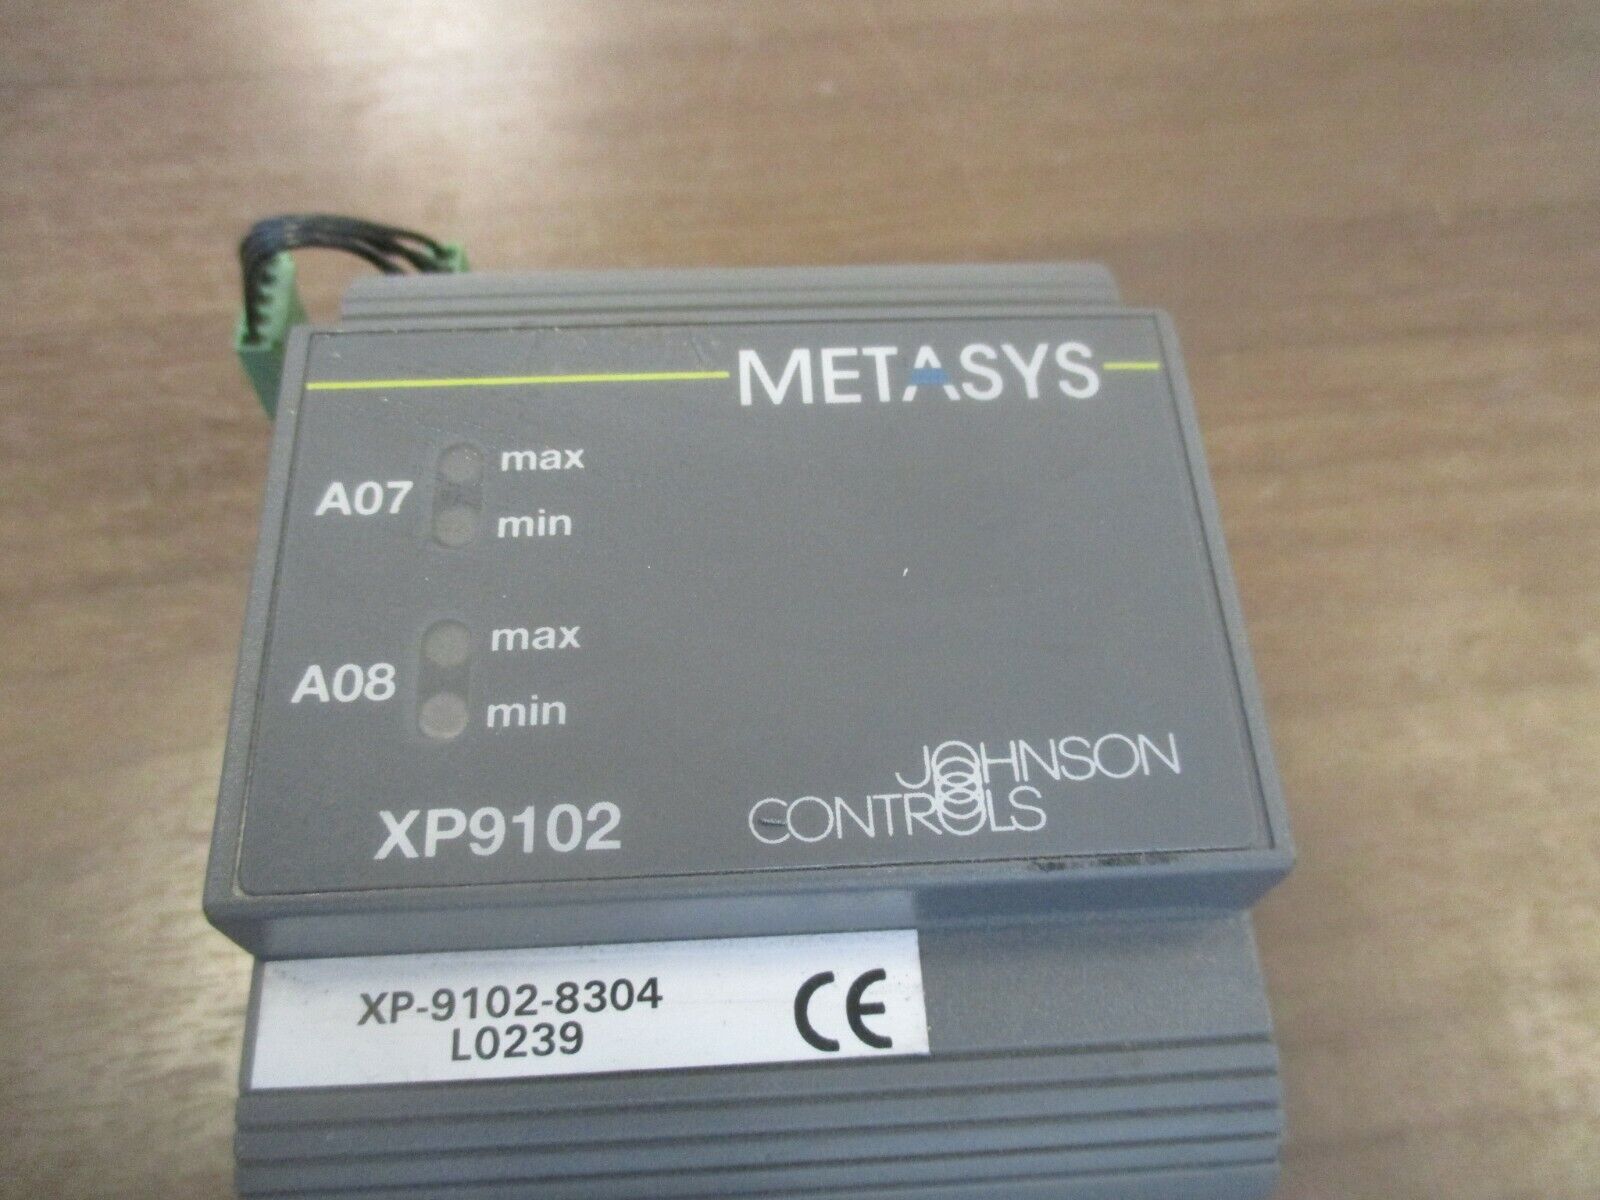 METASYS
A07 max
min
A08 max
min
XP9102
JOHNSON
CONTROLS
XP-9102-8304
L0239
CE